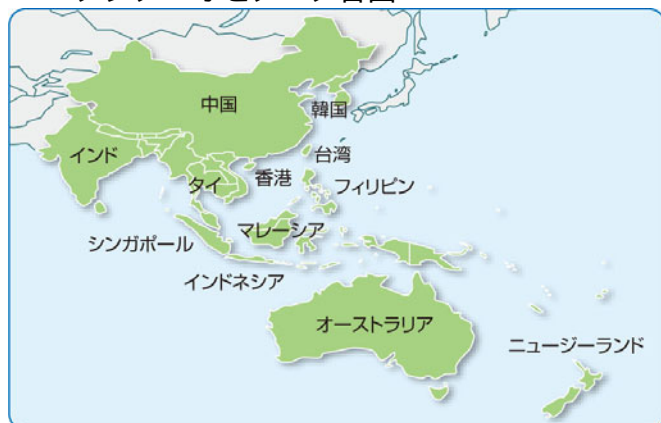 中国
韓国
インド
台湾
香港
タイ
フィリピン
マレーシア
シンガポール
インドネシア
オーストラリア
ニュージーランド